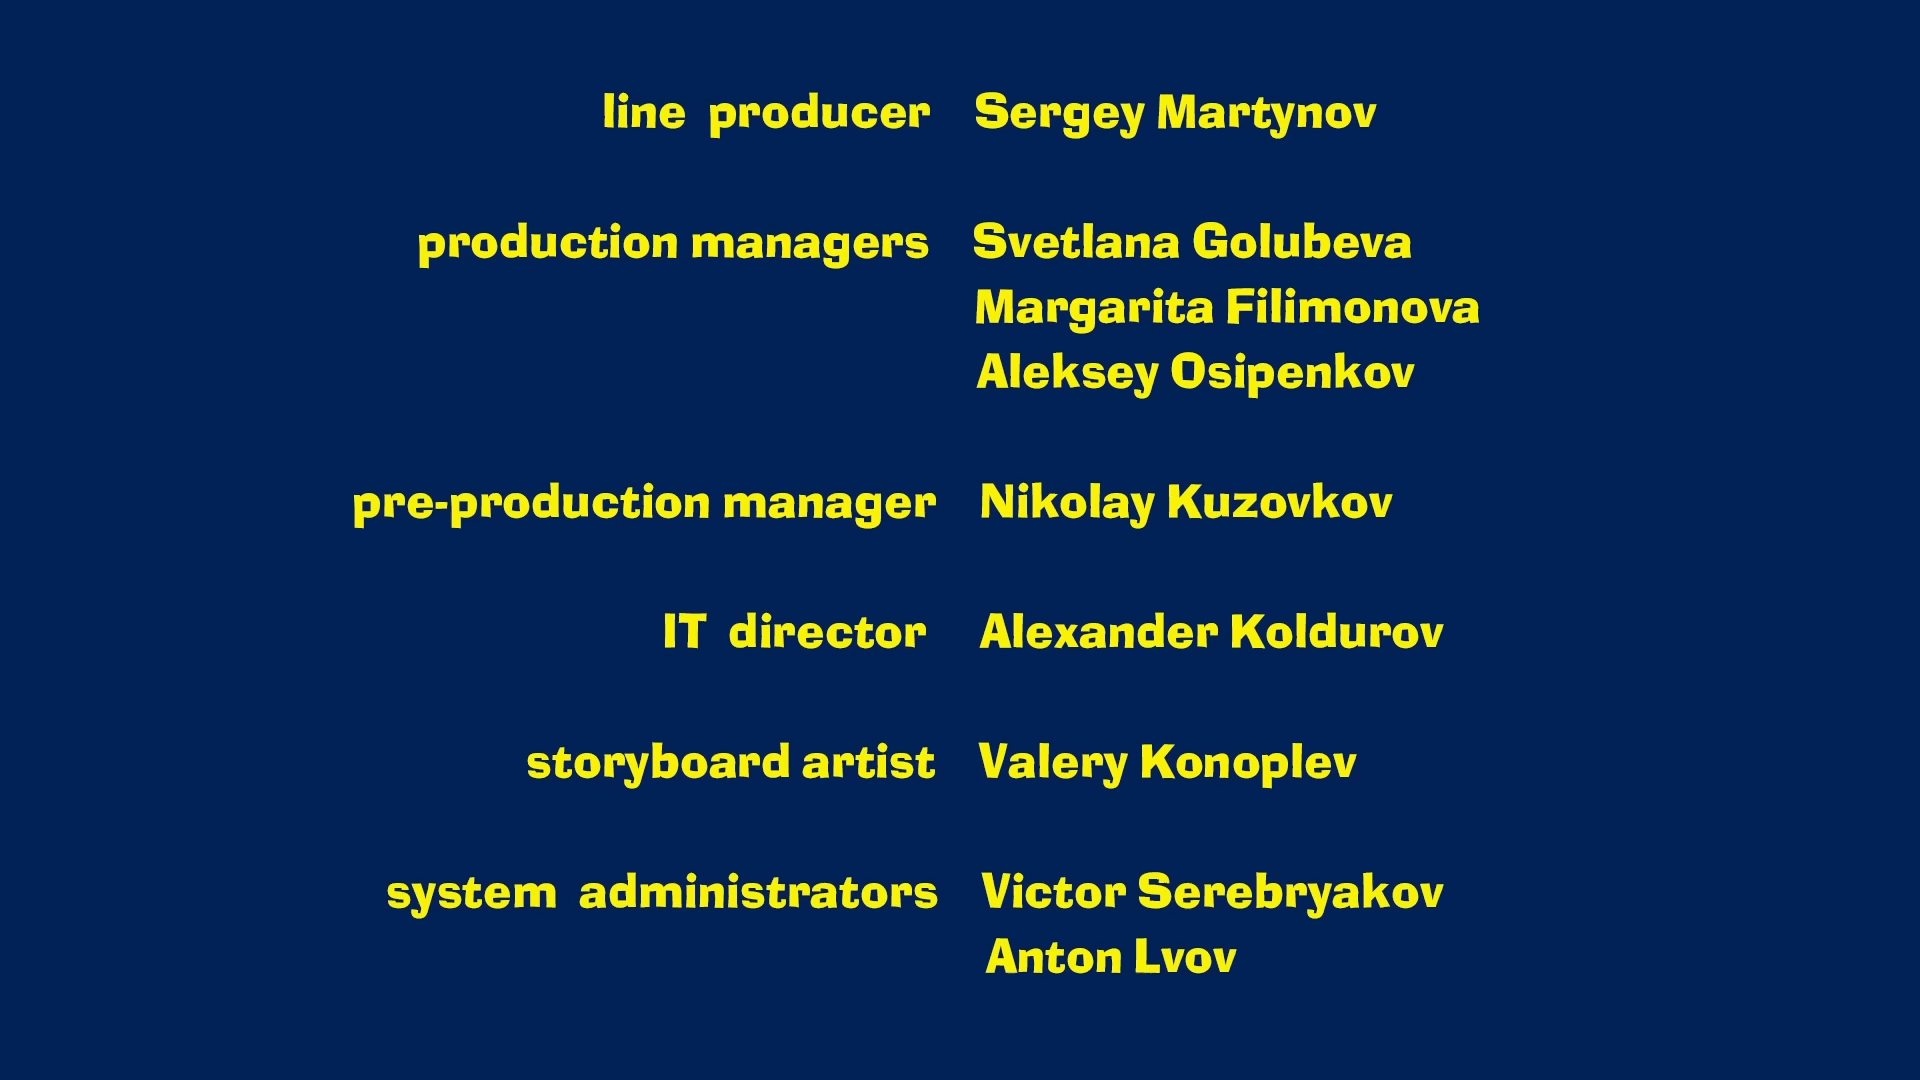 line producer Sergey Martynov
production managers Svetlana Golubeva
Margarita Filimonova
Aleksey Osipenkov
pre-production manager Nikolay Kuzovkov
IT director Alexander Koldurov
storyboard artist Valery Konoplev
system administrators Victor Serebryakov
Anton Lvov